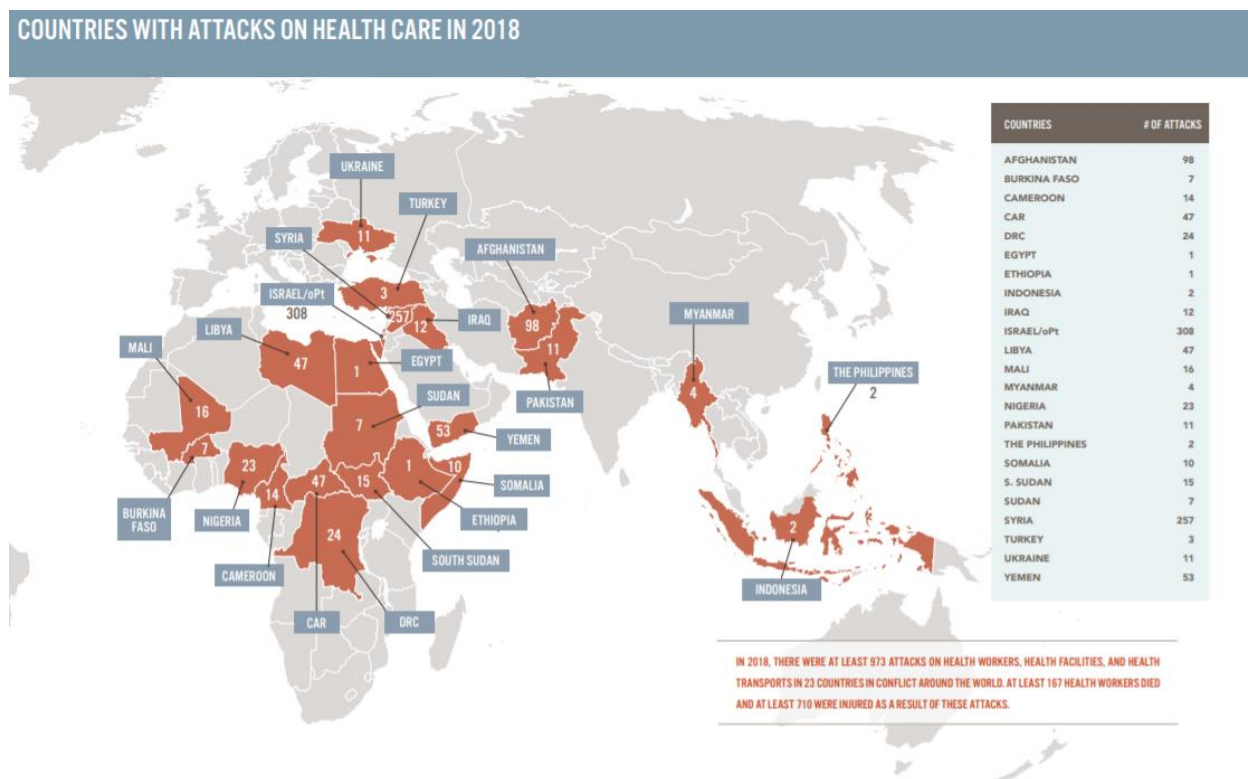 COUNTRIES WITH ATTACKS ON HEALTH CARE IN 2018
COUNTRIES # OF ATTACKS
AFGHANISTAN 98
BURKINA FASO 7
CAMEROON 14
CAR 47
DRC 24
EGYPT 1
ETHIOPIA 1
INDONESIA 2
IRAQ 12
ISRAEL/oPt 308
LIBYA 47
MALI 16
MYANMAR 4
NIGERIA 23
PAKISTAN 11
THE PHILIPPINES 2
SOMALIA 10
S. SUDAN 15
SUDAN 7
SYRIA 257
TURKEY 3
UKRAINE 11
YEMEN 53
UKRAINE
11
TURKEY
3
SYRIA
257
AFGHANISTAN
98
ISRAEL/oPt
308
IRAQ
12
LIBYA
47
MYANMAR
4
MALI
16
EGYPT
1
PAKISTAN
11
THE PHILIPPINES
2
SUDAN
7
YEMEN
53
SOMALIA
10
BURKINA
FASO
7
NIGERIA
23
ETHIOPIA
1
CAMEROON
14
SOUTH SUDAN
15
CAR
47
DRC
24
INDONESIA
2
IN 2018, THERE WERE AT LEAST 973 ATTACKS ON HEALTH WORKERS, HEALTH FACILITIES, AND HEALTH
TRANSPORTS IN 23 COUNTRIES IN CONFLICT AROUND THE WORLD. AT LEAST 167 HEALTH WORKERS DIED
AND AT LEAST 710 WERE INJURED AS A RESULT OF THESE ATTACKS.